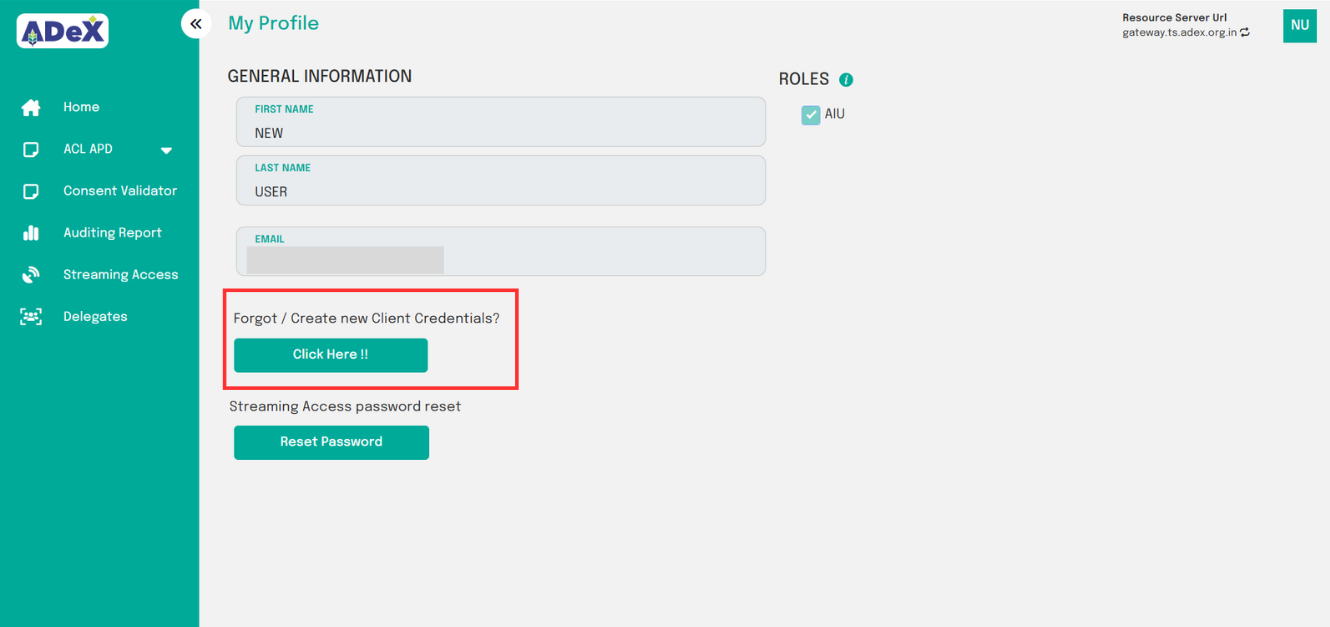 ADeX
Home
ACL APD
Consent Validator
Auditing Report
Streaming Access
Delegates
My Profile
Resource Server Url
gateway.ts.adex.org.in
NU
GENERAL INFORMATION
FIRST NAME
NEW
LAST NAME
USER
EMAIL
Forgot / Create new Client Credentials?
Click Here !!
Streaming Access password reset
Reset Password
ROLES i
AIU